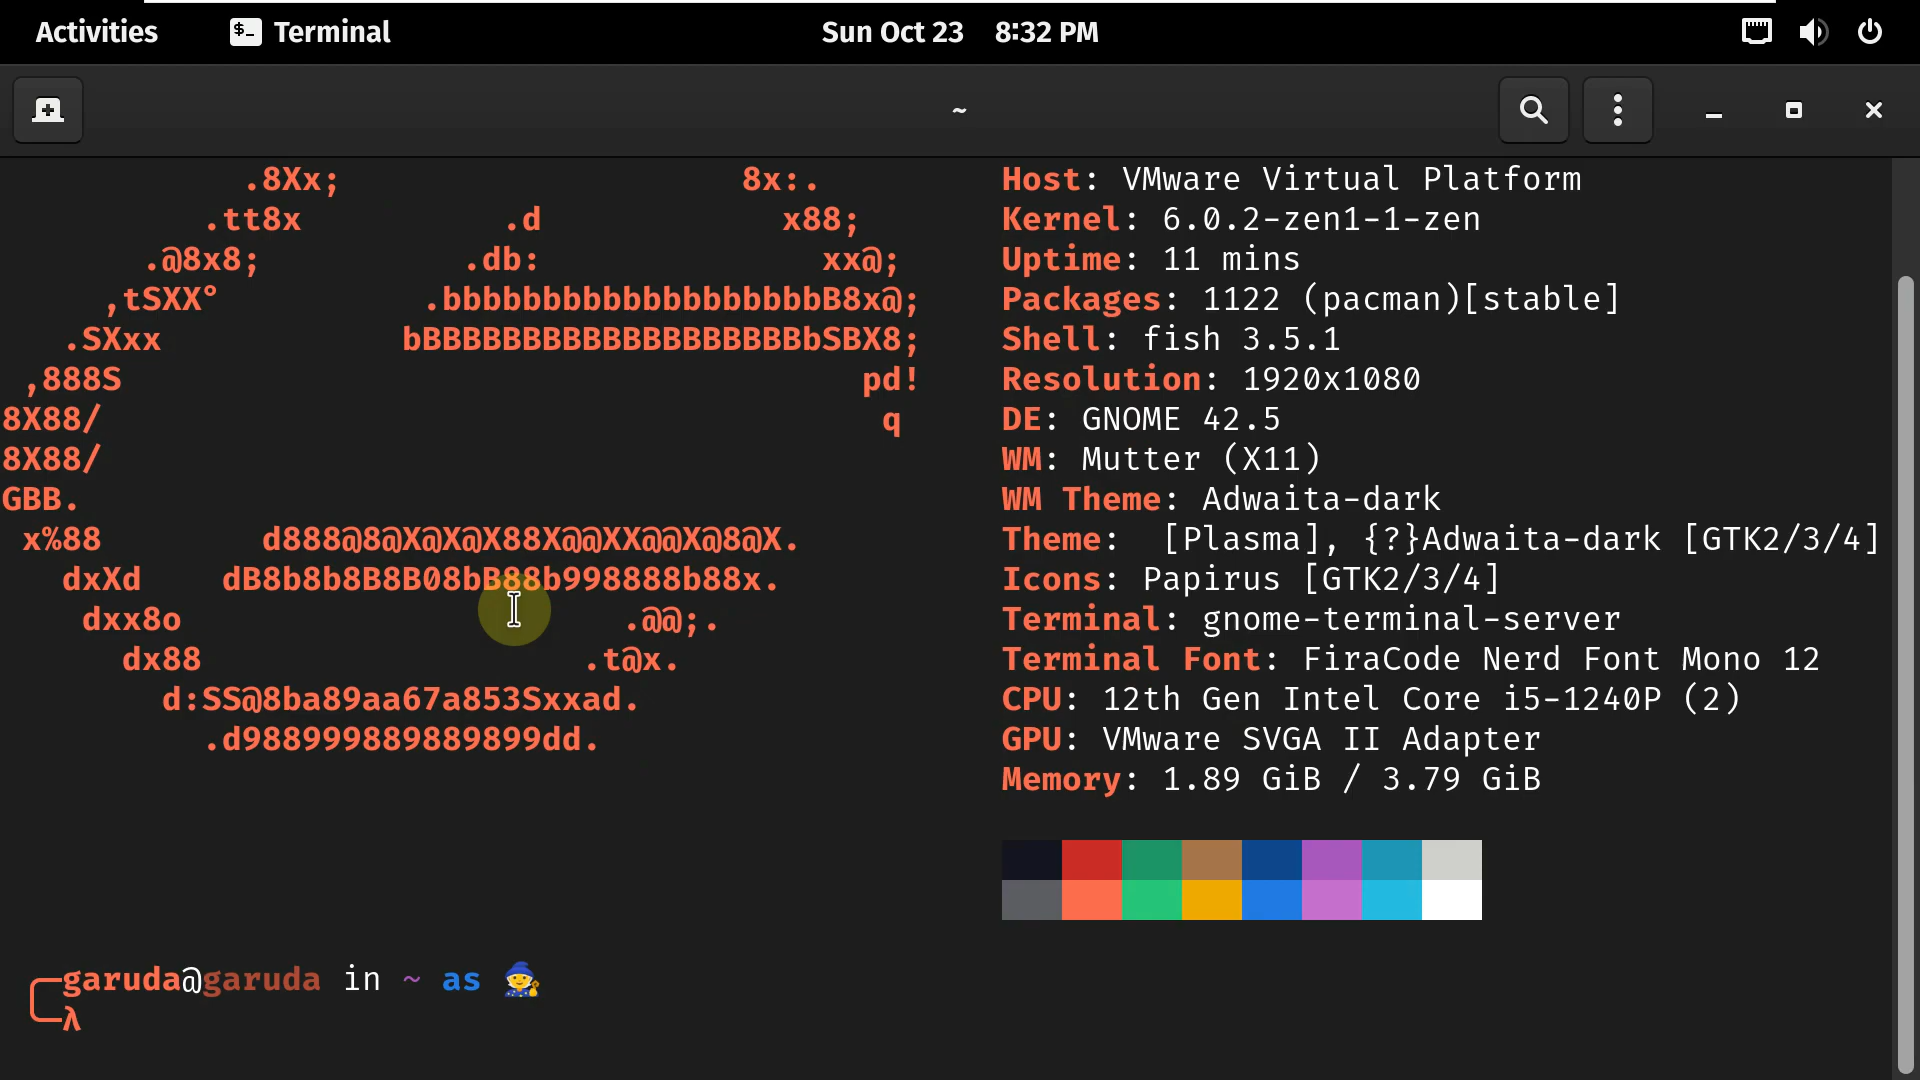 Activities Terminal Sun Oct 23 8:32 PM
~
.8Xx; 8x:. Host: VMware Virtual Platform
.tt8x .d x88; Kernel: 6.0.2-zen1-1-zen
.@8x8; .db: xx@; Uptime: 11 mins
,tSXX° .bbbbbbbbbbbbbbbbbbbB8x@; Packages: 1122 (pacman)[stable]
.SXxx bBBBBBBBBBBBBBBBBBBBbSBX8; Shell: fish 3.5.1
,888S pd! Resolution: 1920x1080
8X88/ q DE: GNOME 42.5
8X88/ WM: Mutter (X11)
GBB. WM Theme: Adwaita-dark
x%88 d888@8@X@X@X88X@@XX@@X@8@X. Theme: [Plasma], {?}Adwaita-dark [GTK2/3/4]
dxXd dB8b8b8B8B08bB88b998888b88x. Icons: Papirus [GTK2/3/4]
dxx8o .@@;. Terminal: gnome-terminal-server
dx88 .t@x. Terminal Font: FiraCode Nerd Font Mono 12
d:SS@8ba89aa67a853Sxxad. CPU: 12th Gen Intel Core i5-1240P (2)
.d988999889889899dd. GPU: VMware SVGA II Adapter
Memory: 1.89 GiB / 3.79 GiB
garuda@garuda in ~ as 🧙
λ